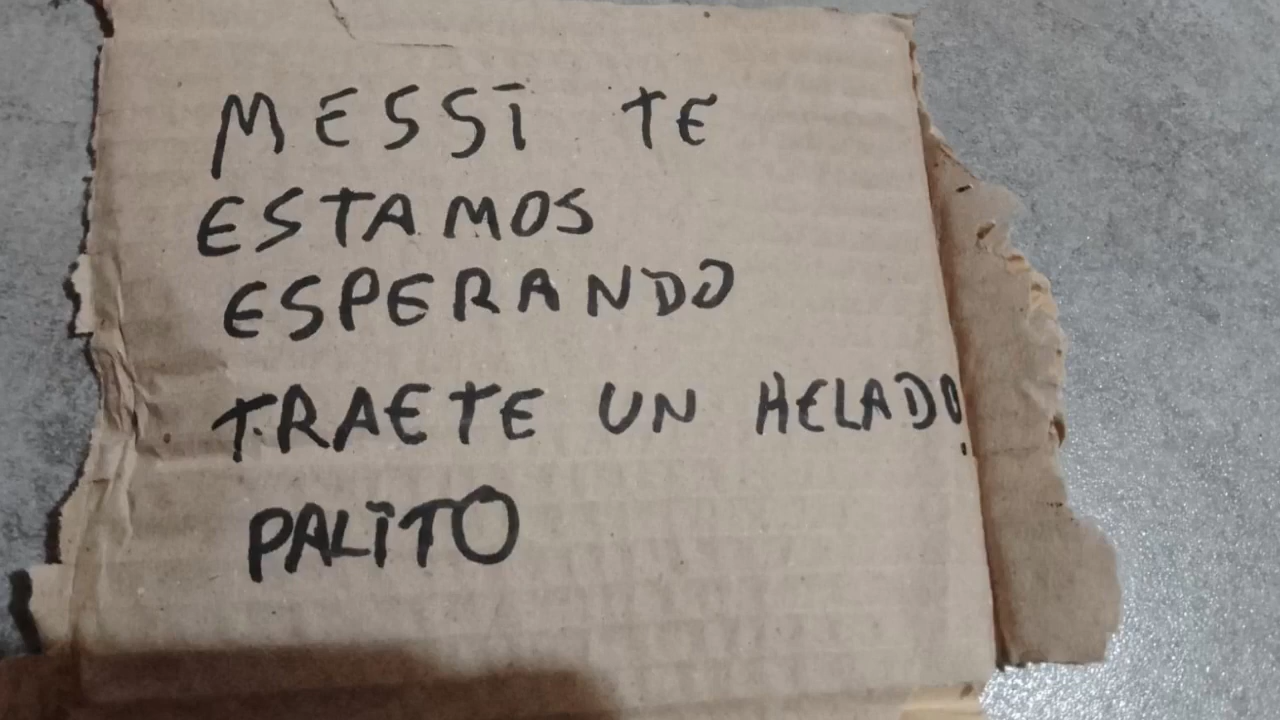 MESSI TE
ESTAMOS
ESPERANDO
TRAETE UN HELADO
PALITO